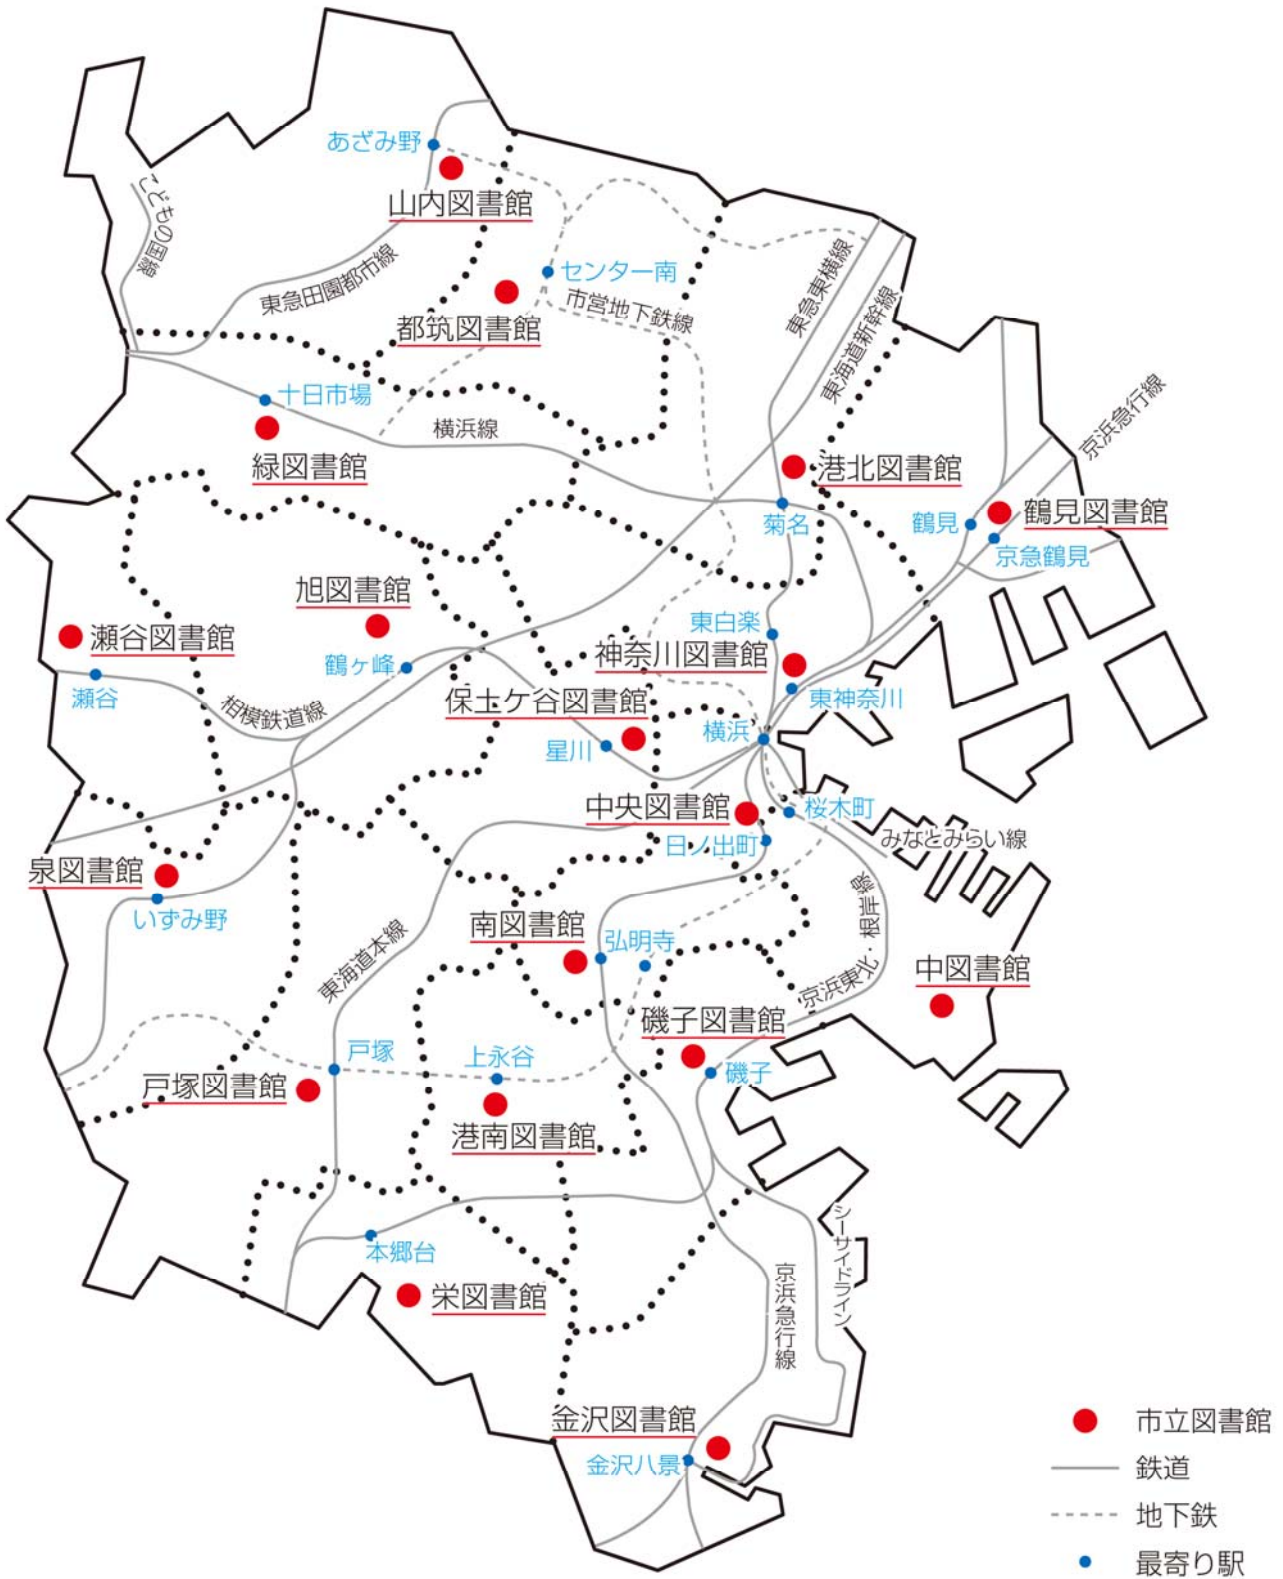 あざみ野
山内図書館
こどもの国線
東急田園都市線
センター南
市営地下鉄線
都筑図書館
東急東横線
東海道新幹線
十日市場
横浜線
緑図書館
京浜急行線
港北図書館
菊名
鶴見
鶴見図書館
京急鶴見
旭図書館
瀬谷図書館
瀬谷
鶴ヶ峰
相模鉄道線
東白楽
神奈川図書館
東神奈川
保土ケ谷図書館
星川
横浜
中央図書館
桜木町
日ノ出町
みなとみらい線
泉図書館
いずみ野
東海道本線
南図書館
弘明寺
京浜東北・根岸線
中図書館
磯子図書館
磯子
戸塚
戸塚図書館
上永谷
港南図書館
本郷台
栄図書館
シーサイドライン
京浜急行線
金沢図書館
金沢八景
市立図書館
鉄道
地下鉄
最寄り駅